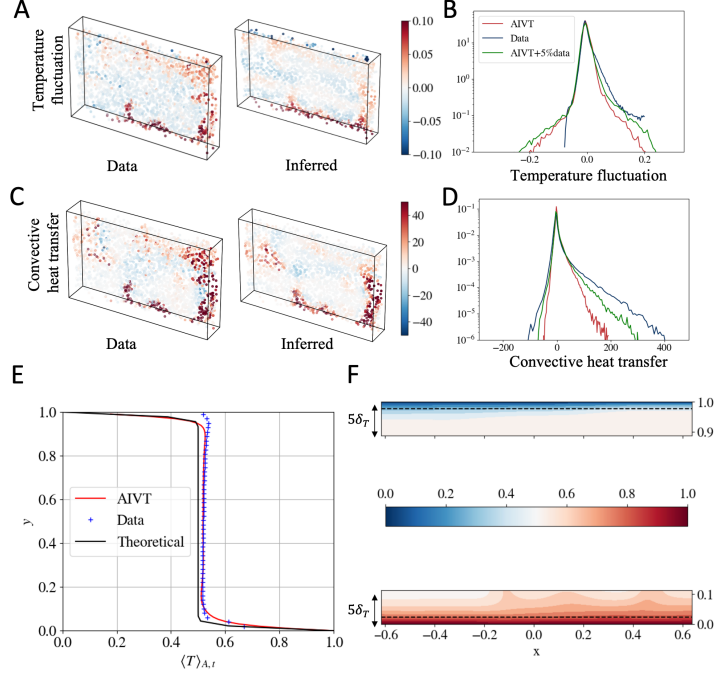 A
Temperature
fluctuation
Data
Inferred
0.10
0.05
0.00
−0.05
−0.10
B
AIVT
Data
AIVT+5%data
10¹
10⁰
10⁻¹
10⁻²
−0.2
0.0
0.2
Temperature fluctuation
C
Convective
heat transfer
Data
Inferred
40
20
0
−20
−40
D
10⁻¹
10⁻²
10⁻³
10⁻⁴
10⁻⁵
10⁻⁶
−200
0
200
400
Convective heat transfer
E
1.0
0.8
0.6
0.4
0.2
0.0
y
AIVT
Data
Theoretical
0.0
0.2
0.4
0.6
0.8
1.0
⟨T⟩A, t
F
5δT
1.0
0.9
0.0
0.2
0.4
0.6
0.8
1.0
5δT
0.1
0.0
−0.6
−0.4
−0.2
0.0
0.2
0.4
0.6
x